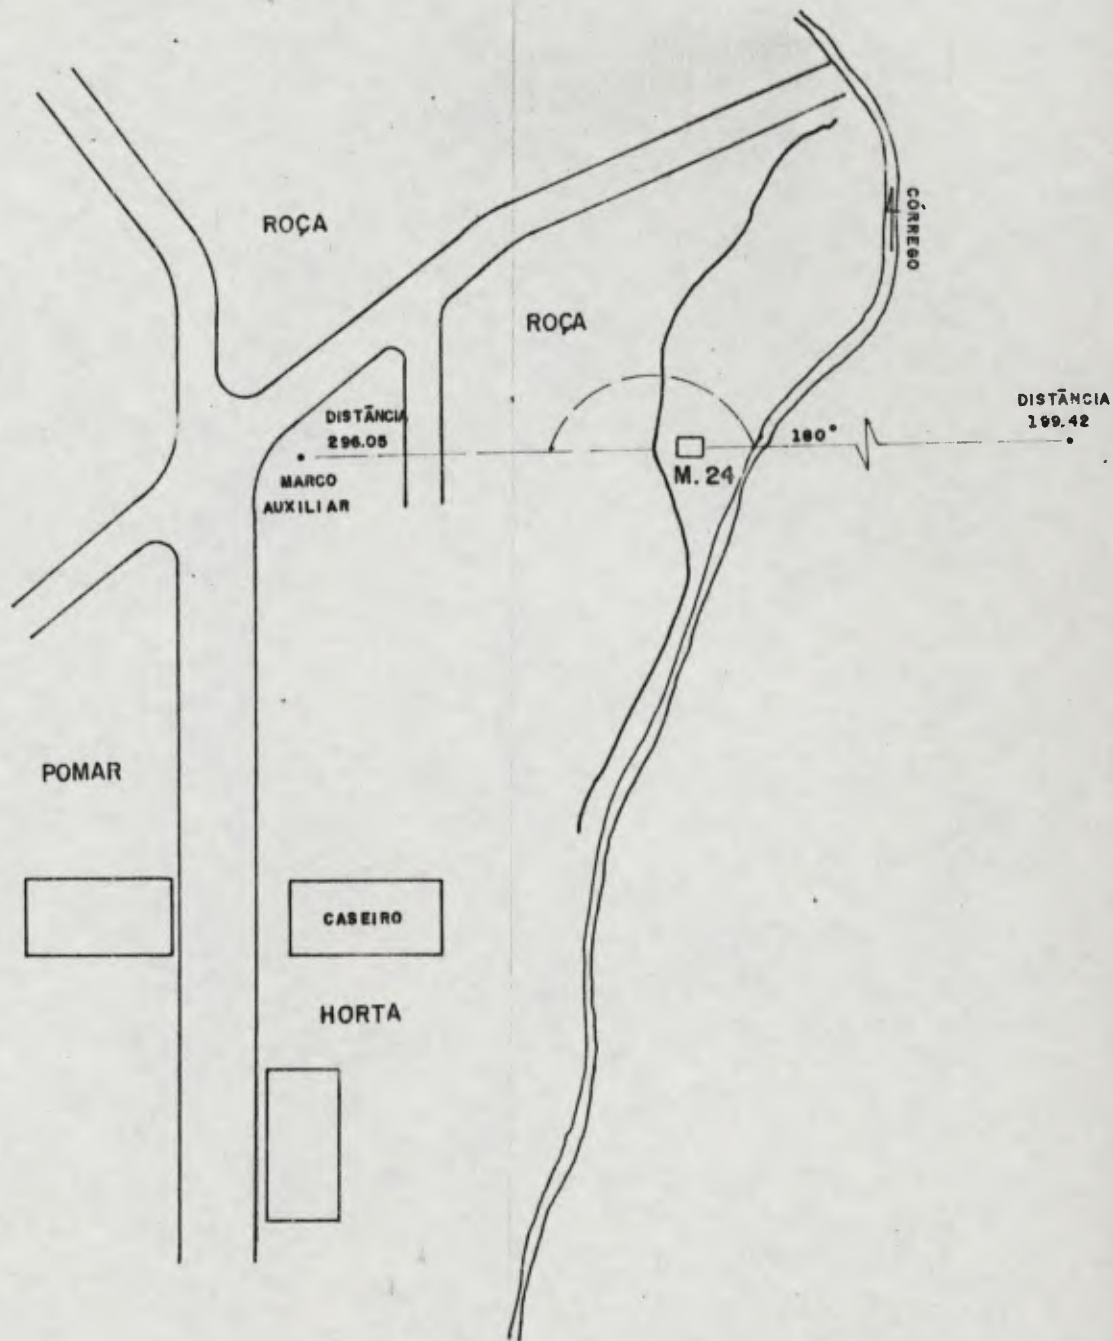 ROÇA
CÓRREGO
ROÇA
DISTÂNCIA
296.05
DISTÂNCIA
199.42
180°
M. 24
MARCO
AUXILIAR
POMAR
CASEIRO
HORTA